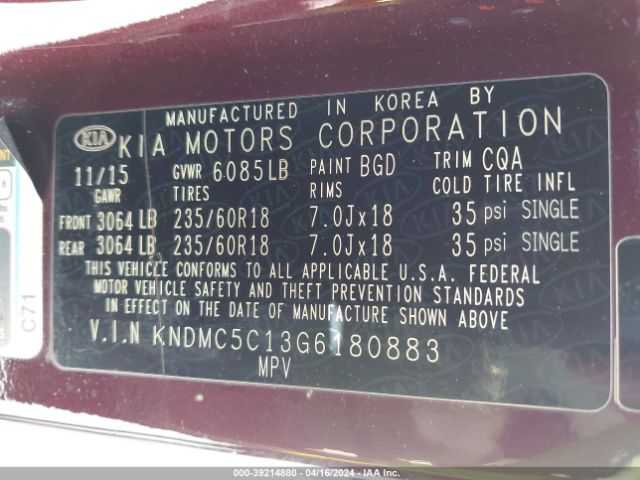 MANUFACTURED IN KOREA BY
KIA KIA MOTORS CORPORATION
11/15 GVWR 6085LB PAINT BGD TRIM CQA
GAWR TIRES RIMS COLD TIRE INFL
FRONT 3064 LB 235/60R18 7.0Jx18 35 psi SINGLE
REAR 3064 LB 235/60R18 7.0Jx18 35 psi SINGLE
THIS VEHICLE CONFORMS TO ALL APPLICABLE U.S.A. FEDERAL
MOTOR VEHICLE SAFETY AND THEFT PREVENTION STANDARDS
IN EFFECT ON THE DATE OF MANUFACTURE SHOWN ABOVE
V.I.N KNDMC5C13G6180883
MPV
C71
000-39214880 - 04/16/2024 - IAAI.COM